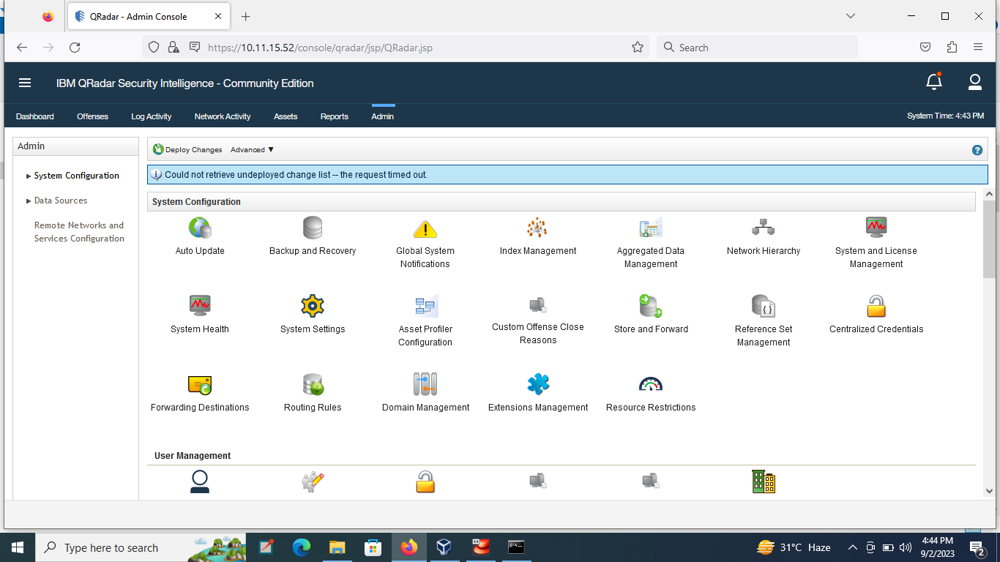 QRadar - Admin Console
https://10.11.15.52/console/qradar/jsp/QRadar.jsp
Search
IBM QRadar Security Intelligence - Community Edition
Dashboard Offenses Log Activity Network Activity Assets Reports Admin System Time: 4:43 PM
Admin
System Configuration
Data Sources
Remote Networks and
Services Configuration
Deploy Changes Advanced ▼
?
Could not retrieve undeployed change list -- the request timed out.
System Configuration
Auto Update
Backup and Recovery
Global System
Notifications
Index Management
Aggregated Data
Management
Network Hierarchy
System and License
Management
System Health
System Settings
Asset Profiler
Configuration
Custom Offense Close
Reasons
Store and Forward
Reference Set
Management
Centralized Credentials
Forwarding Destinations
Routing Rules
Domain Management
Extensions Management
Resource Restrictions
User Management
Type here to search
64
31°C Haze
4:44 PM
9/2/2023
2